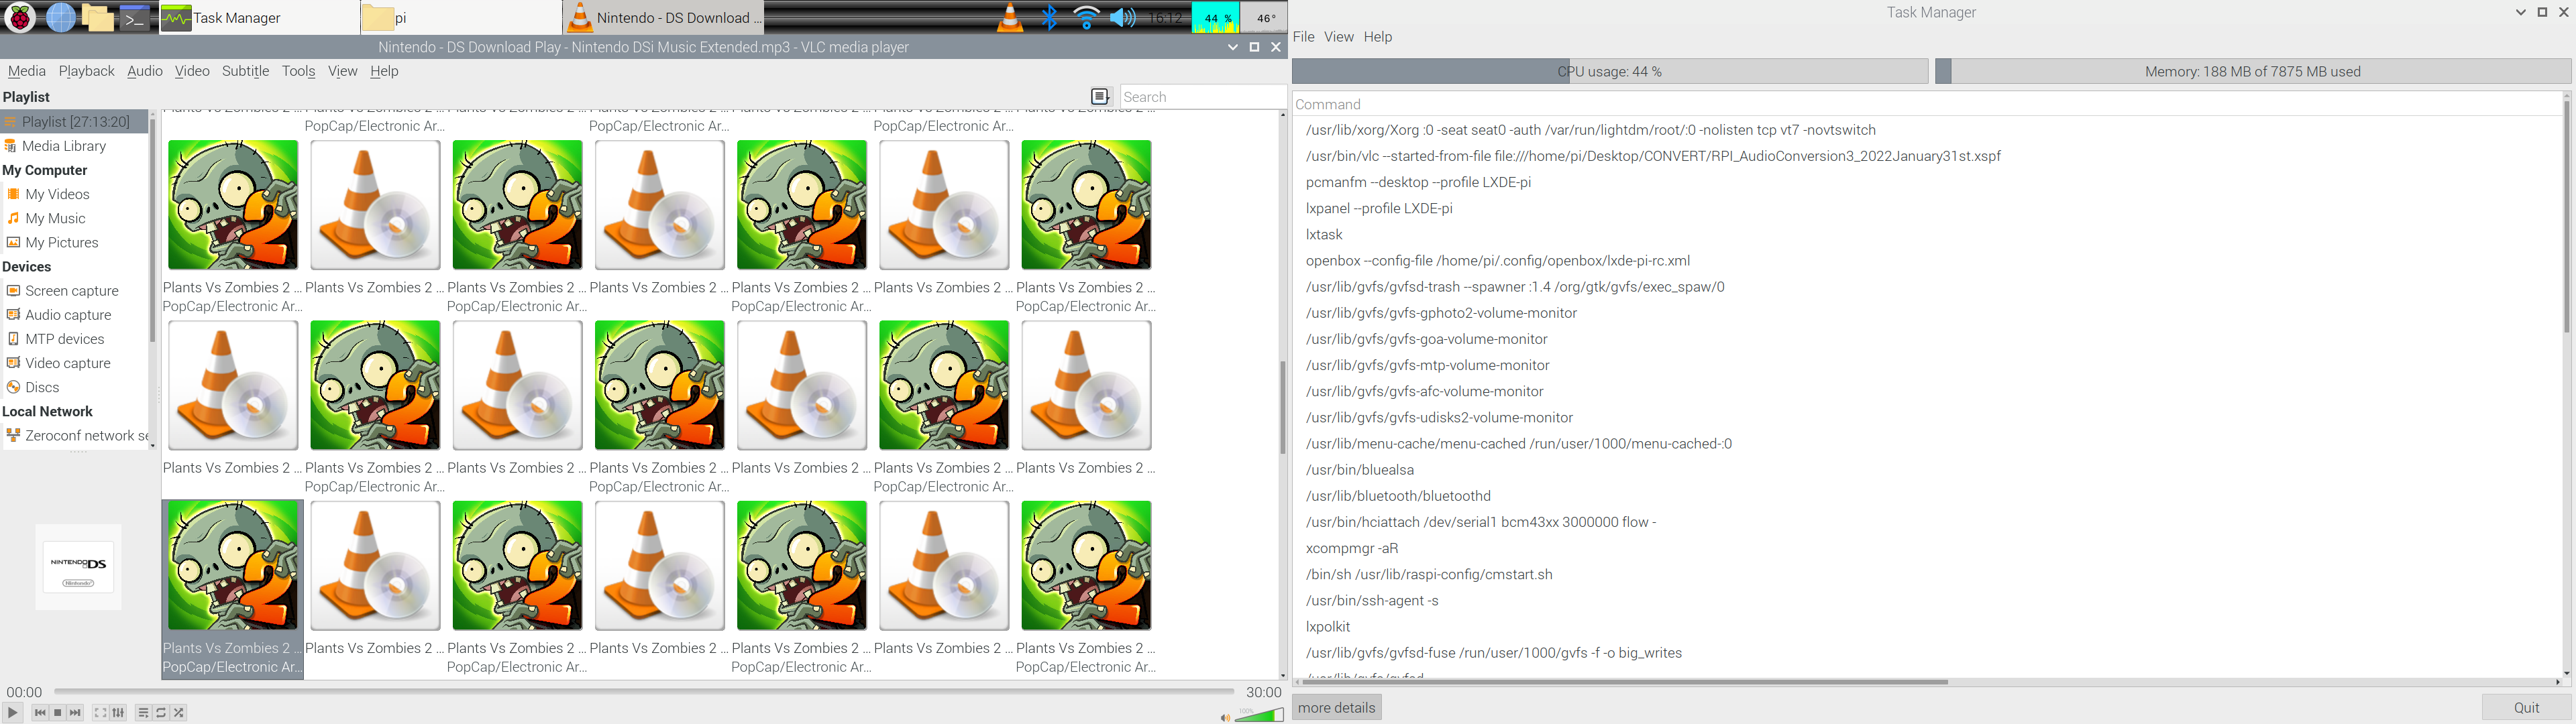 Task Manager
pi
Nintendo - DS Download ...
16:12
44 %
46°
Nintendo - DS Download Play - Nintendo DSi Music Extended.mp3 - VLC media player
Media Playback Audio Video Subtitle Tools View Help
Playlist
Search
Playlist [27:13:20]
Media Library
My Computer
My Videos
My Music
My Pictures
Devices
Screen capture
Audio capture
MTP devices
Video capture
Discs
Local Network
Zeroconf network se
NINTENDO DS
Nintendo
PopCap/Electronic Ar... PopCap/Electronic Ar... PopCap/Electronic Ar...
Plants Vs Zombies 2 ... Plants Vs Zombies 2 ... Plants Vs Zombies 2 ... Plants Vs Zombies 2 ... Plants Vs Zombies 2 ... Plants Vs Zombies 2 ... Plants Vs Zombies 2 ...
PopCap/Electronic Ar... PopCap/Electronic Ar... PopCap/Electronic Ar... PopCap/Electronic Ar...
Plants Vs Zombies 2 ... Plants Vs Zombies 2 ... Plants Vs Zombies 2 ... Plants Vs Zombies 2 ... Plants Vs Zombies 2 ... Plants Vs Zombies 2 ... Plants Vs Zombies 2 ...
PopCap/Electronic Ar... PopCap/Electronic Ar... PopCap/Electronic Ar...
Plants Vs Zombies 2 ... Plants Vs Zombies 2 ... Plants Vs Zombies 2 ... Plants Vs Zombies 2 ... Plants Vs Zombies 2 ... Plants Vs Zombies 2 ... Plants Vs Zombies 2 ...
PopCap/Electronic Ar... PopCap/Electronic Ar... PopCap/Electronic Ar... PopCap/Electronic Ar...
00:00
30:00
100%
Task Manager
File View Help
CPU usage: 44 %
Memory: 188 MB of 7875 MB used
Command
/usr/lib/xorg/Xorg :0 -seat seat0 -auth /var/run/lightdm/root/:0 -nolisten tcp vt7 -novtswitch
/usr/bin/vlc --started-from-file file:///home/pi/Desktop/CONVERT/RPI_AudioConversion3_2022January31st.xspf
pcmanfm --desktop --profile LXDE-pi
lxpanel --profile LXDE-pi
lxtask
openbox --config-file /home/pi/.config/openbox/lxde-pi-rc.xml
/usr/lib/gvfs/gvfsd-trash --spawner :1.4 /org/gtk/gvfs/exec_spaw/0
/usr/lib/gvfs/gvfs-gphoto2-volume-monitor
/usr/lib/gvfs/gvfs-goa-volume-monitor
/usr/lib/gvfs/gvfs-mtp-volume-monitor
/usr/lib/gvfs/gvfs-afc-volume-monitor
/usr/lib/gvfs/gvfs-udisks2-volume-monitor
/usr/lib/menu-cache/menu-cached /run/user/1000/menu-cached-:0
/usr/bin/bluealsa
/usr/lib/bluetooth/bluetoothd
/usr/bin/hciattach /dev/serial1 bcm43xx 3000000 flow -
xcompmgr -aR
/bin/sh /usr/lib/raspi-config/cmstart.sh
/usr/bin/ssh-agent -s
lxpolkit
/usr/lib/gvfs/gvfsd-fuse /run/user/1000/gvfs -f -o big_writes
/usr/lib/gvfs/gvfsd
more details
Quit